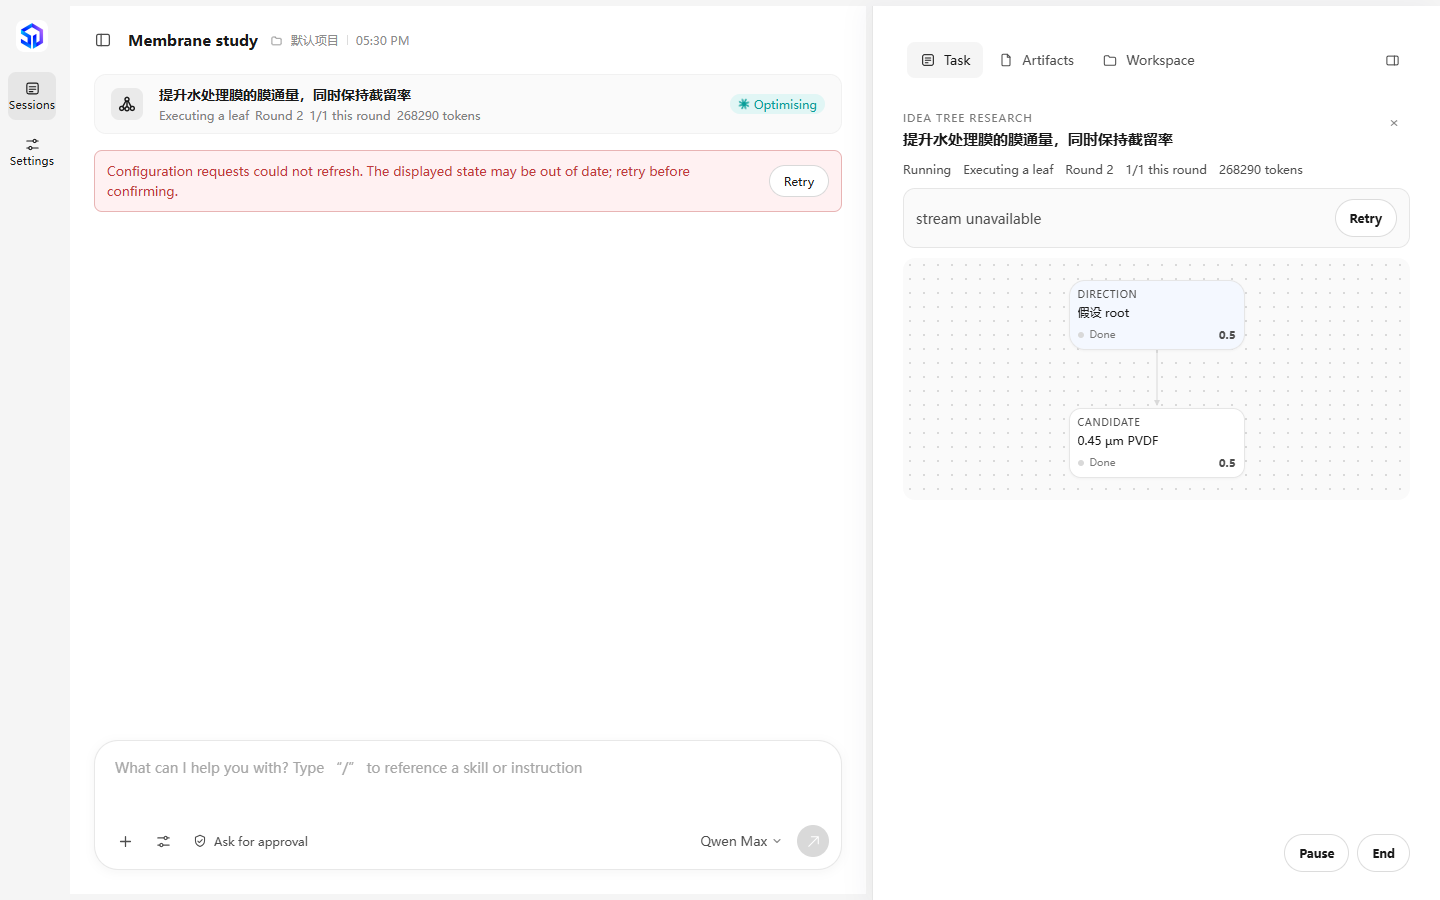 Sessions
Settings
Membrane study 默认项目 05:30 PM
提升水处理膜的膜通量，同时保持截留率
Executing a leaf Round 2 1/1 this round 268290 tokens
Optimising
Configuration requests could not refresh. The displayed state may be out of date; retry before
confirming.
Retry
What can I help you with? Type “/” to reference a skill or instruction
Ask for approval
Qwen Max
Task Artifacts Workspace
IDEA TREE RESEARCH
提升水处理膜的膜通量，同时保持截留率
Running Executing a leaf Round 2 1/1 this round 268290 tokens
stream unavailable
Retry
DIRECTION
假设 root
Done 0.5
CANDIDATE
0.45 µm PVDF
Done 0.5
Pause End